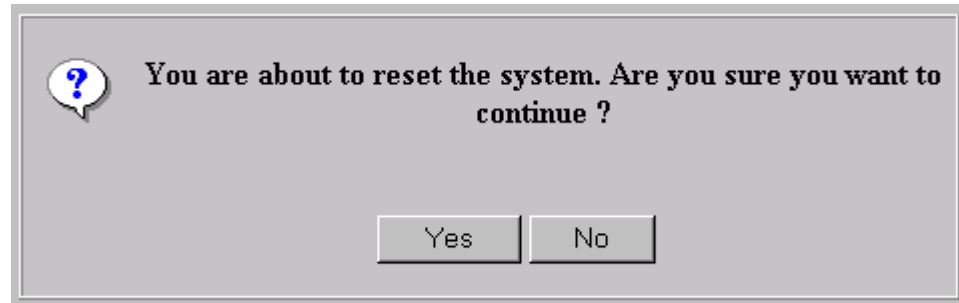 ?
You are about to reset the system. Are you sure you want to
continue ?
Yes No